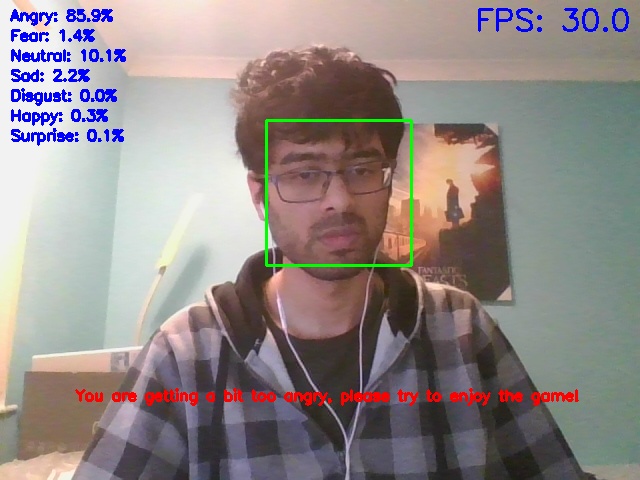 Angry: 85.9%
Fear: 1.4%
Neutral: 10.1%
Sad: 2.2%
Disgust: 0.0%
Happy: 0.3%
Surprise: 0.1%
FPS: 30.0
FANTASTIC
BEASTS
You are getting a bit too angry, please try to enjoy the game!